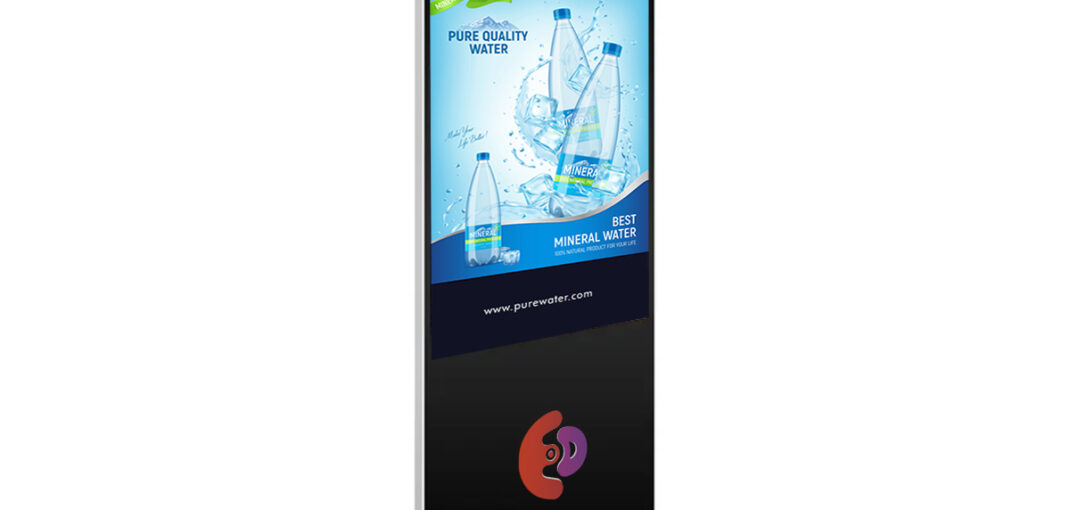 MINERAL
PURE QUALITY
WATER
Make Your
Life Better!
MINERAL
MINERAL
MINERAL
BEST
MINERAL WATER
100% NATURAL PRODUCT FOR YOUR LIFE
www.purewater.com